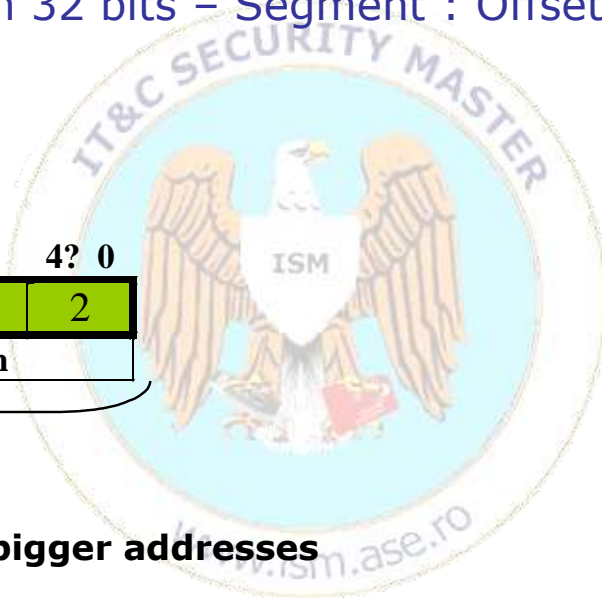 n 32 bits – Segment : Offset
IT&C SECURITY MASTER
ISM
4? 0
2
n
bigger addresses
www.ism.ase.ro